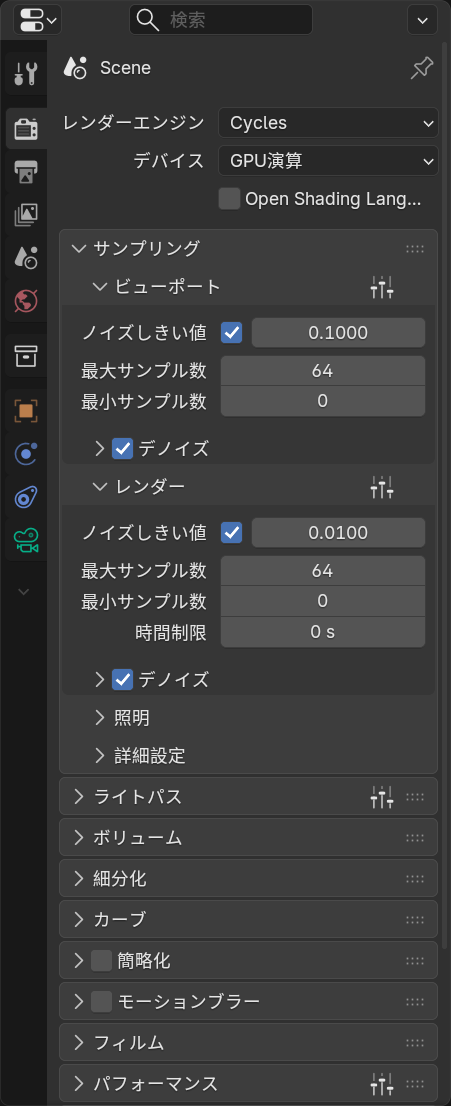 検索
Scene
レンダーエンジン Cycles
デバイス GPU演算
Open Shading Lang...
サンプリング
ビューポート
ノイズしきい値 0.1000
最大サンプル数 64
最小サンプル数 0
デノイズ
レンダー
ノイズしきい値 0.0100
最大サンプル数 64
最小サンプル数 0
時間制限 0 s
デノイズ
照明
詳細設定
ライトパス
ボリューム
細分化
カーブ
簡略化
モーションブラー
フィルム
パフォーマンス